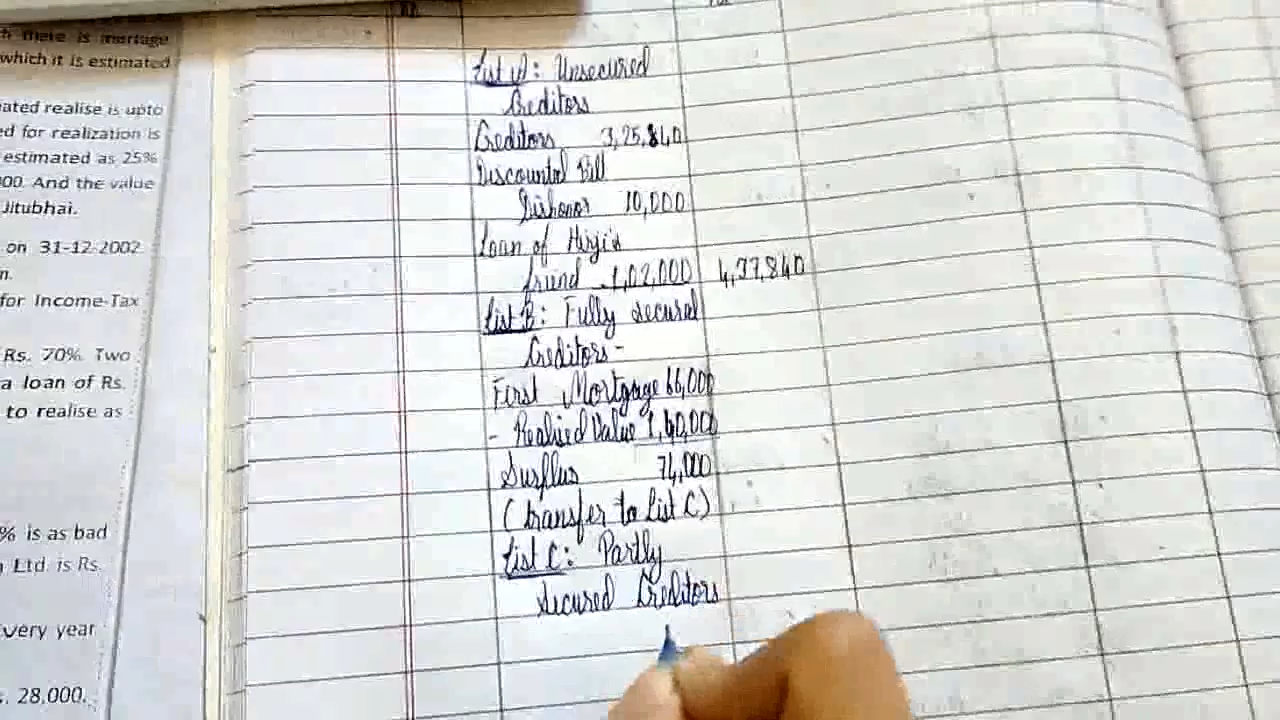 h there is mortage
which it is estimated
ated realise is upto
ed for realization is
estimated as 25%
00. And the value
Jitubhai.
on 31-12-2002
n.
for Income-Tax
Rs. 70%. Two
a loan of Rs.
to realise as
% is as bad
n Ltd. is Rs.
Every year
s. 28,000.
List A: Unsecured
Creditors
Creditors 3,25,840
Discounted Bill
Dishonor 10,000
Loan of Hirji's
friend 1,02,000 4,37,840
List B: Fully secured
Creditors-
First Mortgage 66,000
- Realised Value 1,40,000
Surplus 74,000
(transfer to list C)
List C: Partly
Secured Creditors